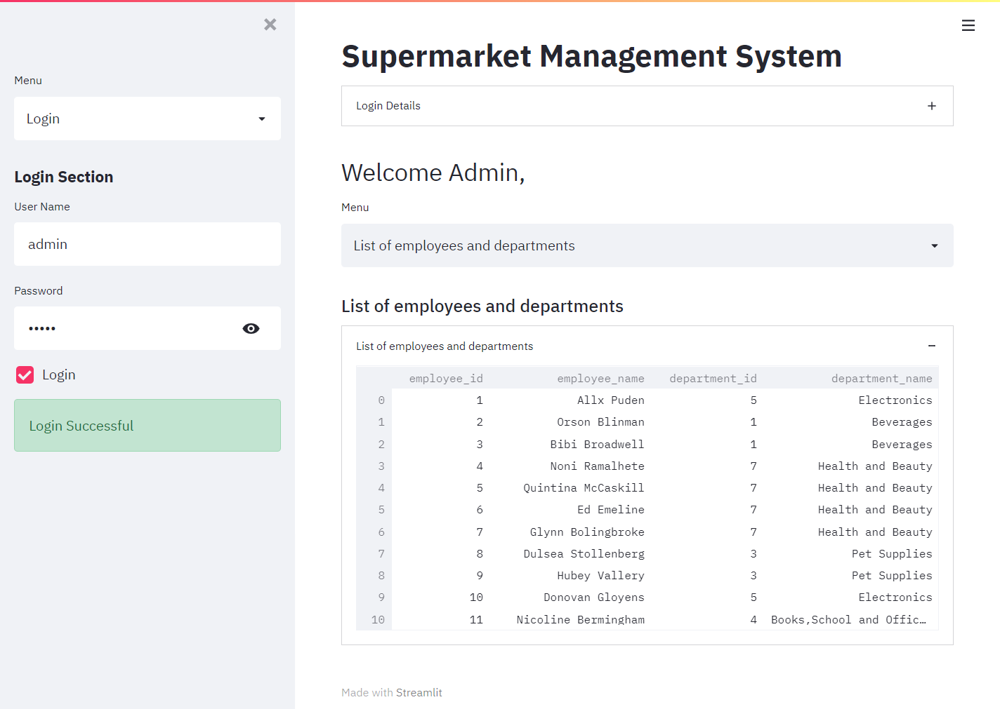 Menu
Login
Login Section
User Name
admin
Password
•••••
Login
Login Successful
Supermarket Management System
Login Details
Welcome Admin,
Menu
List of employees and departments
List of employees and departments
List of employees and departments
employee_id employee_name department_id department_name
0 1 Allx Puden 5 Electronics
1 2 Orson Blinman 1 Beverages
2 3 Bibi Broadwell 1 Beverages
3 4 Noni Ramalhete 7 Health and Beauty
4 5 Quintina McCaskill 7 Health and Beauty
5 6 Ed Emeline 7 Health and Beauty
6 7 Glynn Bolingbroke 7 Health and Beauty
7 8 Dulsea Stollenberg 3 Pet Supplies
8 9 Hubey Vallery 3 Pet Supplies
9 10 Donovan Gloyens 5 Electronics
10 11 Nicoline Bermingham 4 Books,School and Offic…
Made with Streamlit